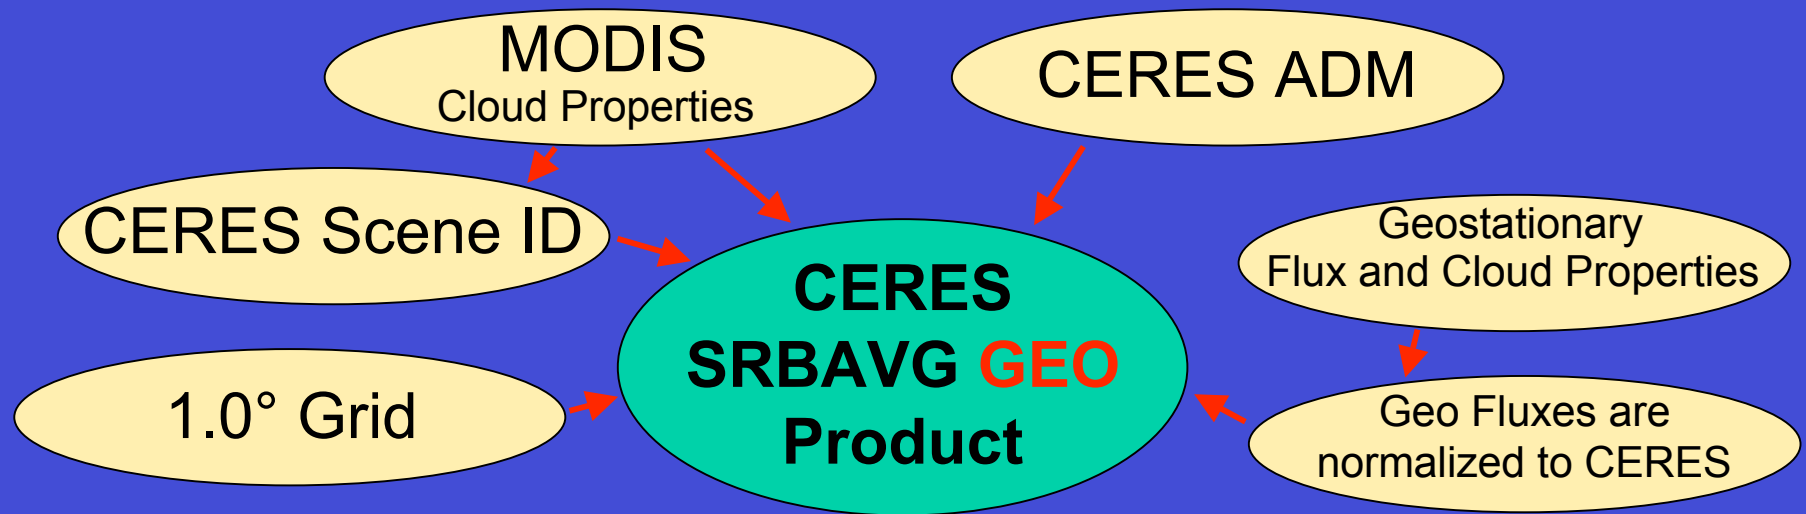 MODIS
Cloud Properties
CERES ADM
CERES Scene ID
Geostationary
Flux and Cloud Properties
CERES
SRBAVG GEO
Product
1.0° Grid
Geo Fluxes are
normalized to CERES